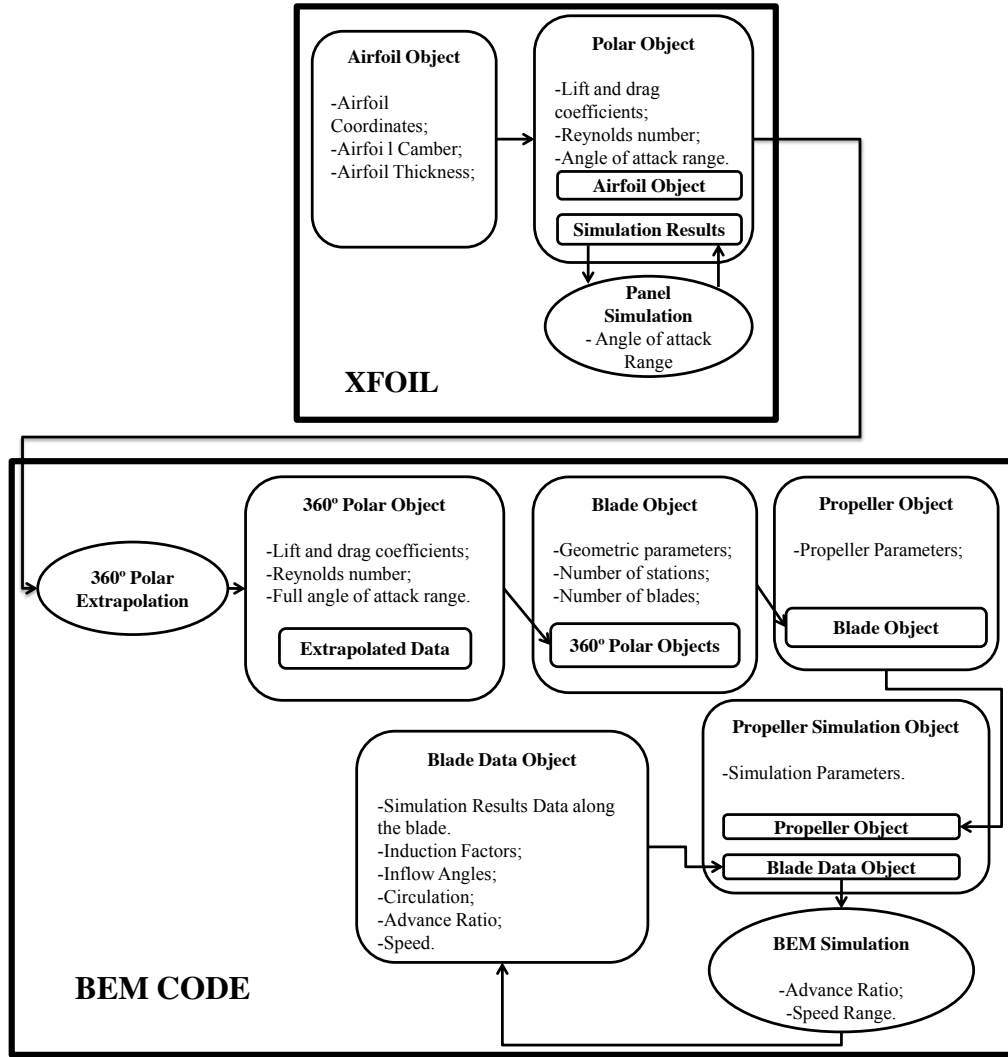 Airfoil Object
-Airfoil
Coordinates;
-Airfoi l Camber;
-Airfoil Thickness;
Polar Object
-Lift and drag
coefficients;
-Reynolds number;
-Angle of attack range.
Airfoil Object
Simulation Results
Panel
Simulation
- Angle of attack
Range
XFOIL
360º Polar
Extrapolation
360º Polar Object
-Lift and drag coefficients;
-Reynolds number;
-Full angle of attack range.
Extrapolated Data
Blade Object
-Geometric parameters;
-Number of stations;
-Number of blades;
360º Polar Objects
Propeller Object
-Propeller Parameters;
Blade Object
Propeller Simulation Object
-Simulation Parameters.
Propeller Object
Blade Data Object
Blade Data Object
-Simulation Results Data along
the blade.
-Induction Factors;
-Inflow Angles;
-Circulation;
-Advance Ratio;
-Speed.
BEM Simulation
-Advance Ratio;
-Speed Range.
BEM CODE